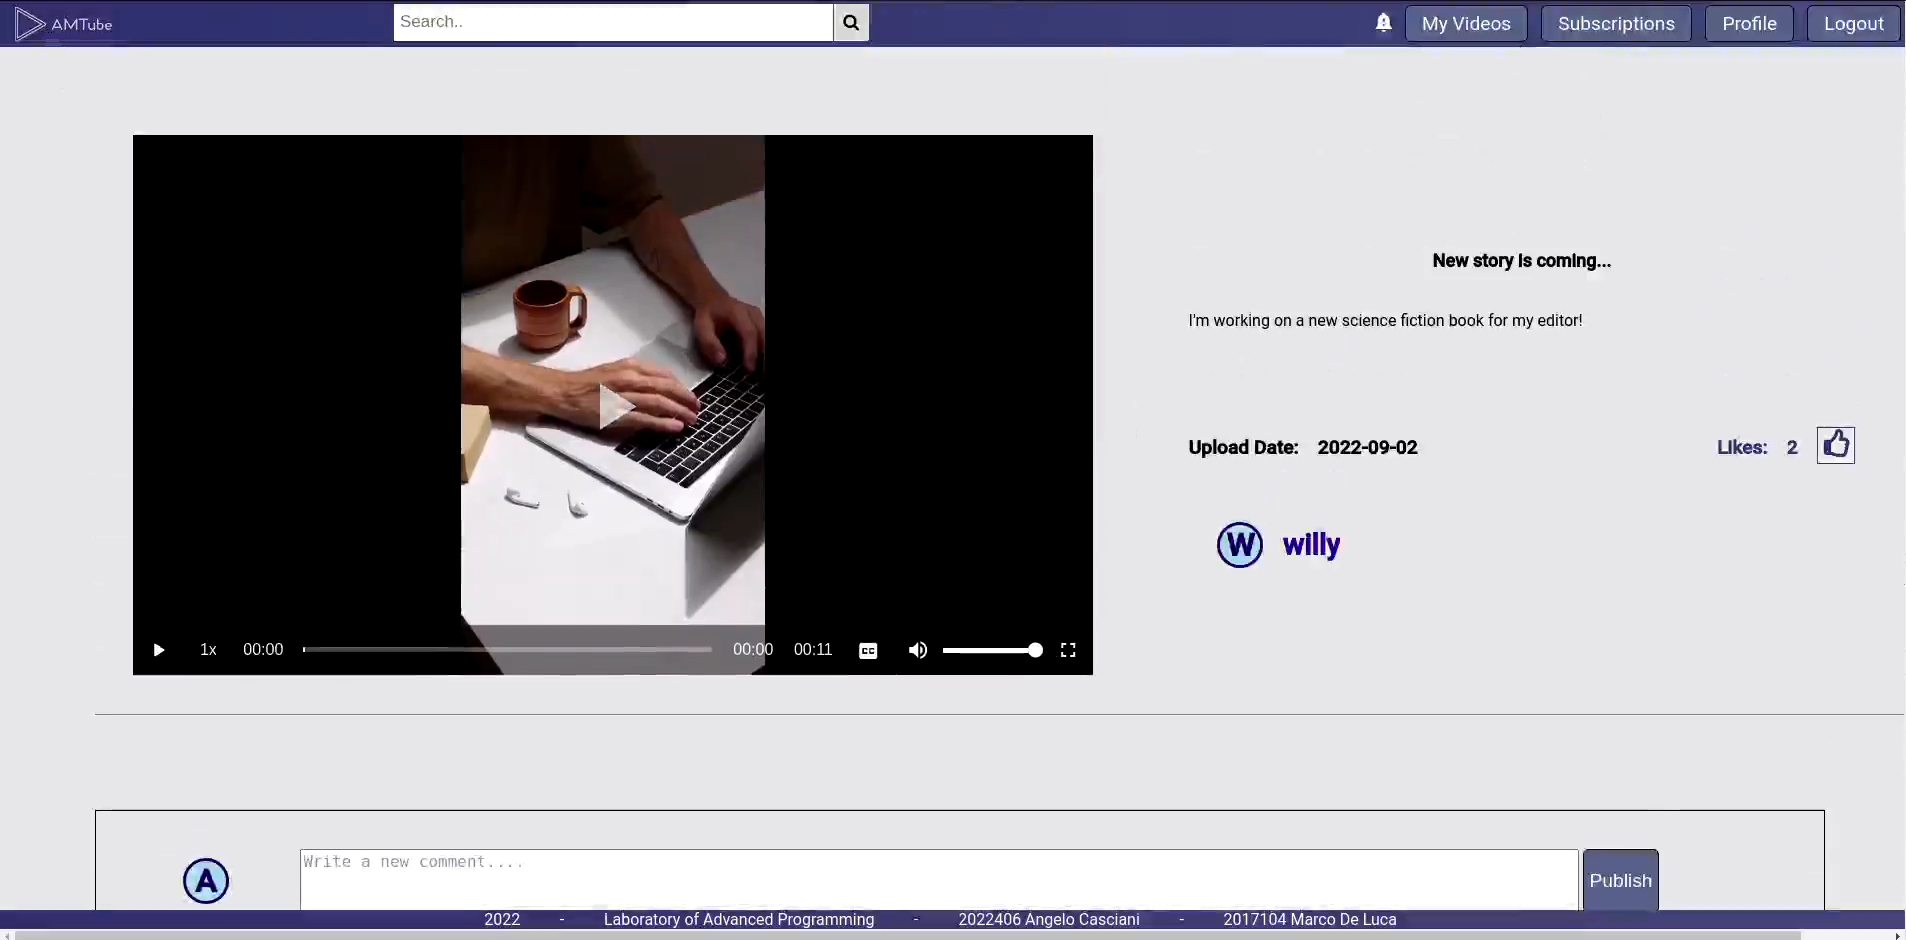 AMTube
Search..
My Videos
Subscriptions
Profile
Logout
New story is coming...
I'm working on a new science fiction book for my editor!
Upload Date: 2022-09-02
Likes: 2
W willy
1x 00:00 00:00 00:11 CC
A
Write a new comment....
Publish
2022 - Laboratory of Advanced Programming - 2022406 Angelo Casciani - 2017104 Marco De Luca